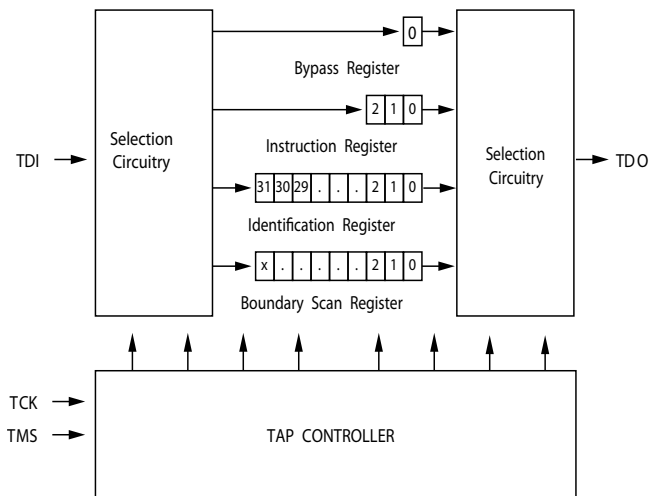 0
Bypass Register
2 1 0
Instruction Register
TDI
Selection
Circuitry
Selection
Circuitry
TDO
31 30 29 . . . 2 1 0
Identification Register
x . . . . . 2 1 0
Boundary Scan Register
TCK
TMS
TAP CONTROLLER